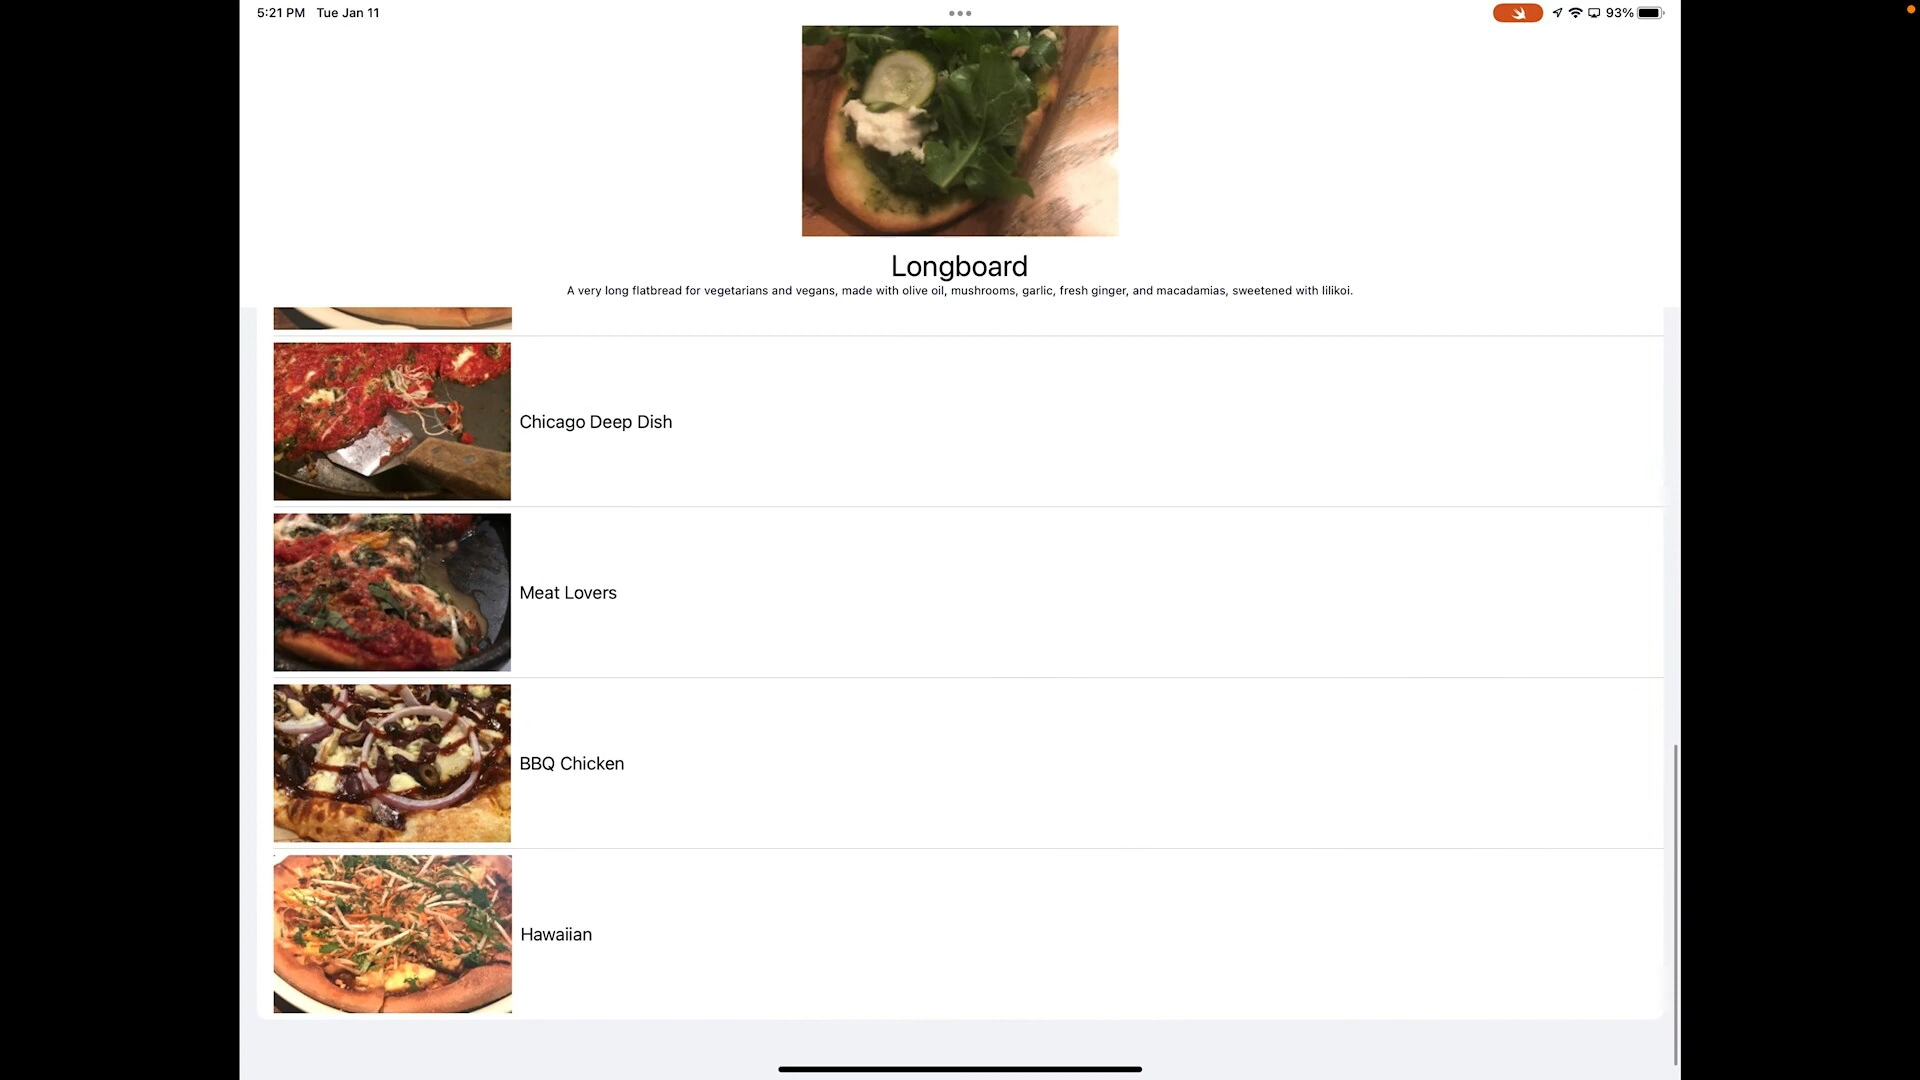 5:21 PM Tue Jan 11
93%
Longboard
A very long flatbread for vegetarians and vegans, made with olive oil, mushrooms, garlic, fresh ginger, and macadamias, sweetened with lilikoi.
Chicago Deep Dish
Meat Lovers
BBQ Chicken
Hawaiian